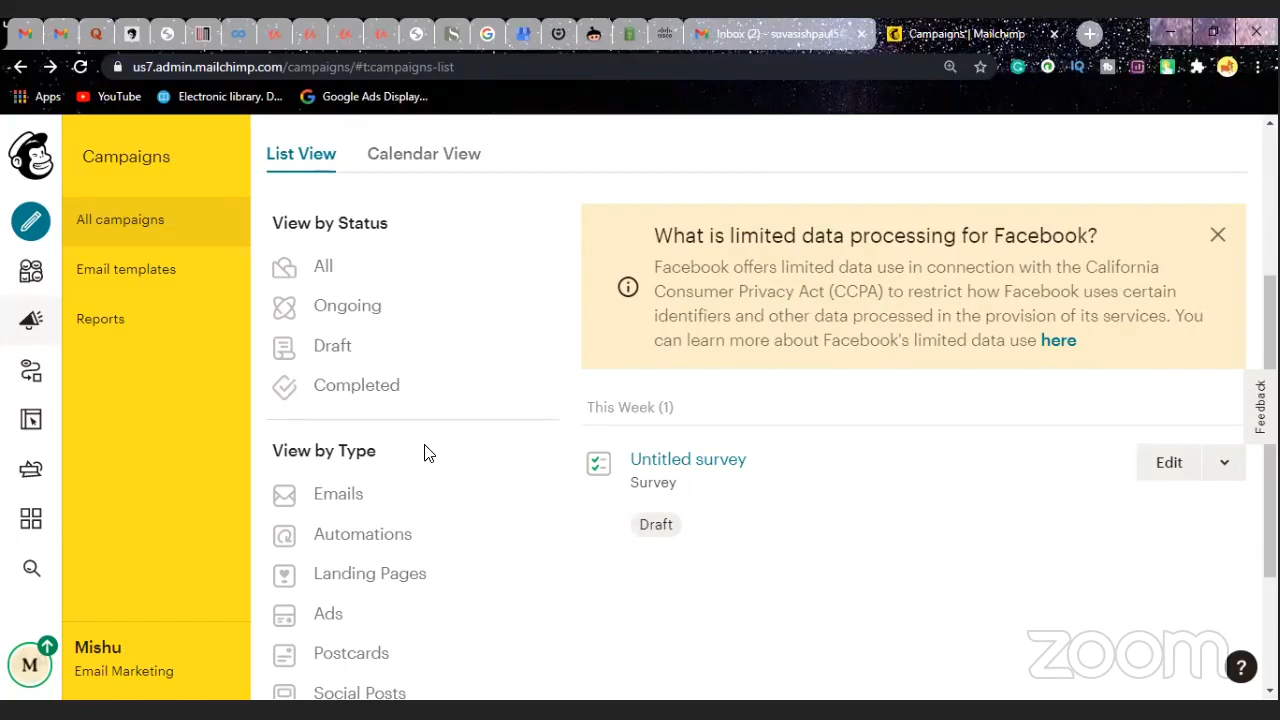 Inbox (2) - suvasishpaul5
Campaigns | Mailchimp
us7.admin.mailchimp.com/campaigns/#t:campaigns-list
Apps
YouTube
Electronic library. D...
Google Ads Display...
Campaigns
All campaigns
Email templates
Reports
Mishu
Email Marketing
M
List View
Calendar View
View by Status
All
Ongoing
Draft
Completed
View by Type
Emails
Automations
Landing Pages
Ads
Postcards
Social Posts
What is limited data processing for Facebook?
Facebook offers limited data use in connection with the California
Consumer Privacy Act (CCPA) to restrict how Facebook uses certain
identifiers and other data processed in the provision of its services. You
can learn more about Facebook's limited data use here
This Week (1)
Untitled survey
Survey
Draft
Edit
Feedback
zoom
?